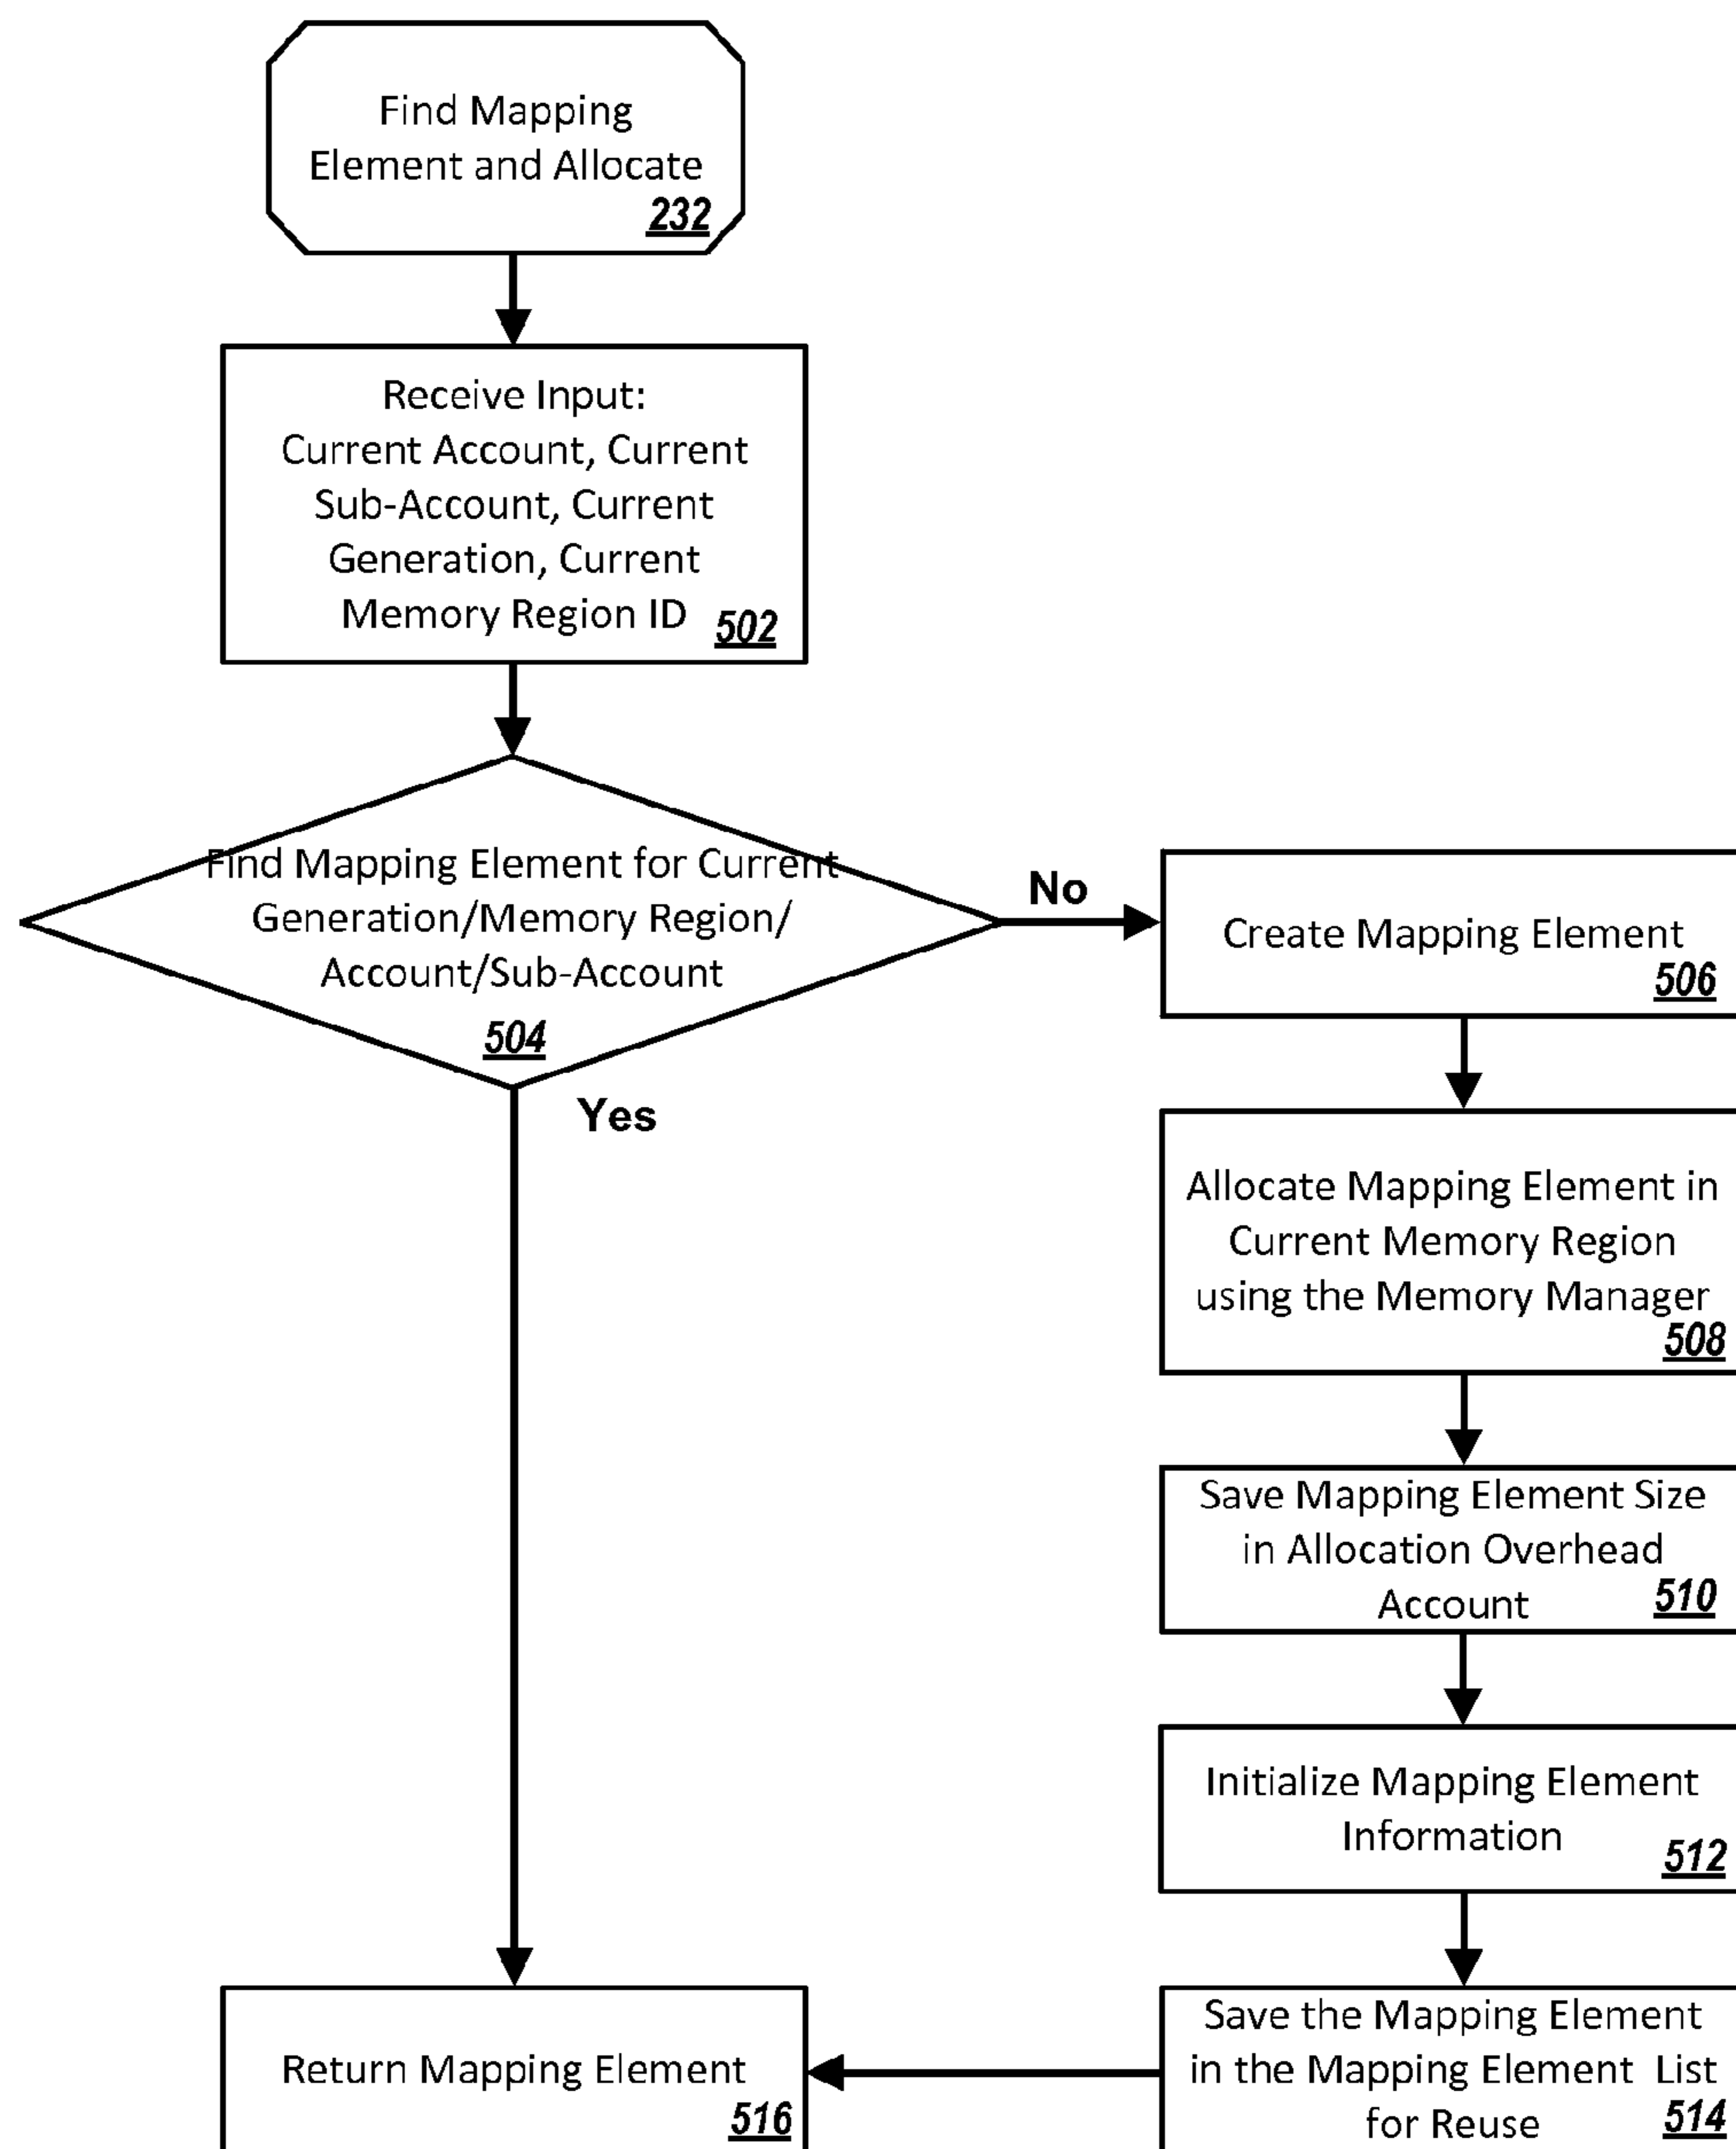 Find Mapping
Element and Allocate
232
Receive Input:
Current Account, Current
Sub-Account, Current
Generation, Current
Memory Region ID
502
Find Mapping Element for Current
Generation/Memory Region/
Account/Sub-Account
504
No
Yes
Create Mapping Element
506
Allocate Mapping Element in
Current Memory Region
using the Memory Manager
508
Save Mapping Element Size
in Allocation Overhead
Account
510
Initialize Mapping Element
Information
512
Save the Mapping Element
in the Mapping Element List
for Reuse
514
Return Mapping Element
516